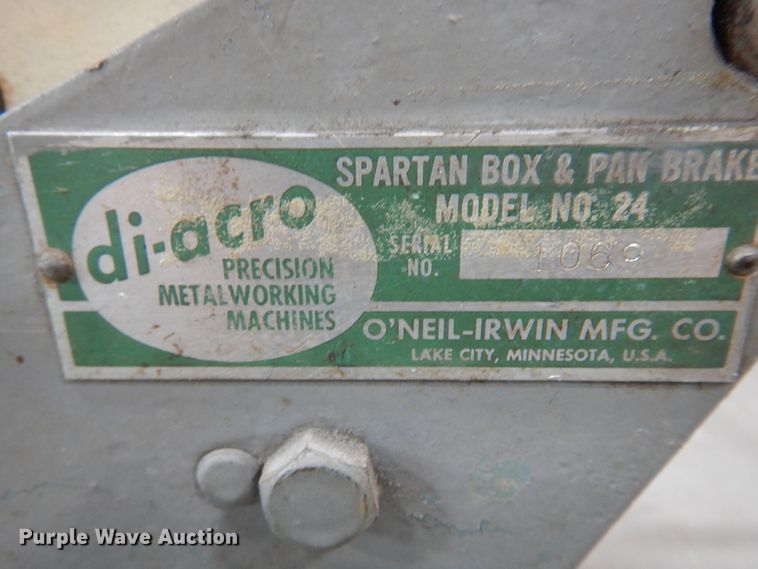 di-acro
PRECISION
METALWORKING
MACHINES
SPARTAN BOX & PAN BRAKE
MODEL NO. 24
SERIAL
NO.
1069
O'NEIL-IRWIN MFG. CO.
LAKE CITY, MINNESOTA, U.S.A.
Purple Wave Auction